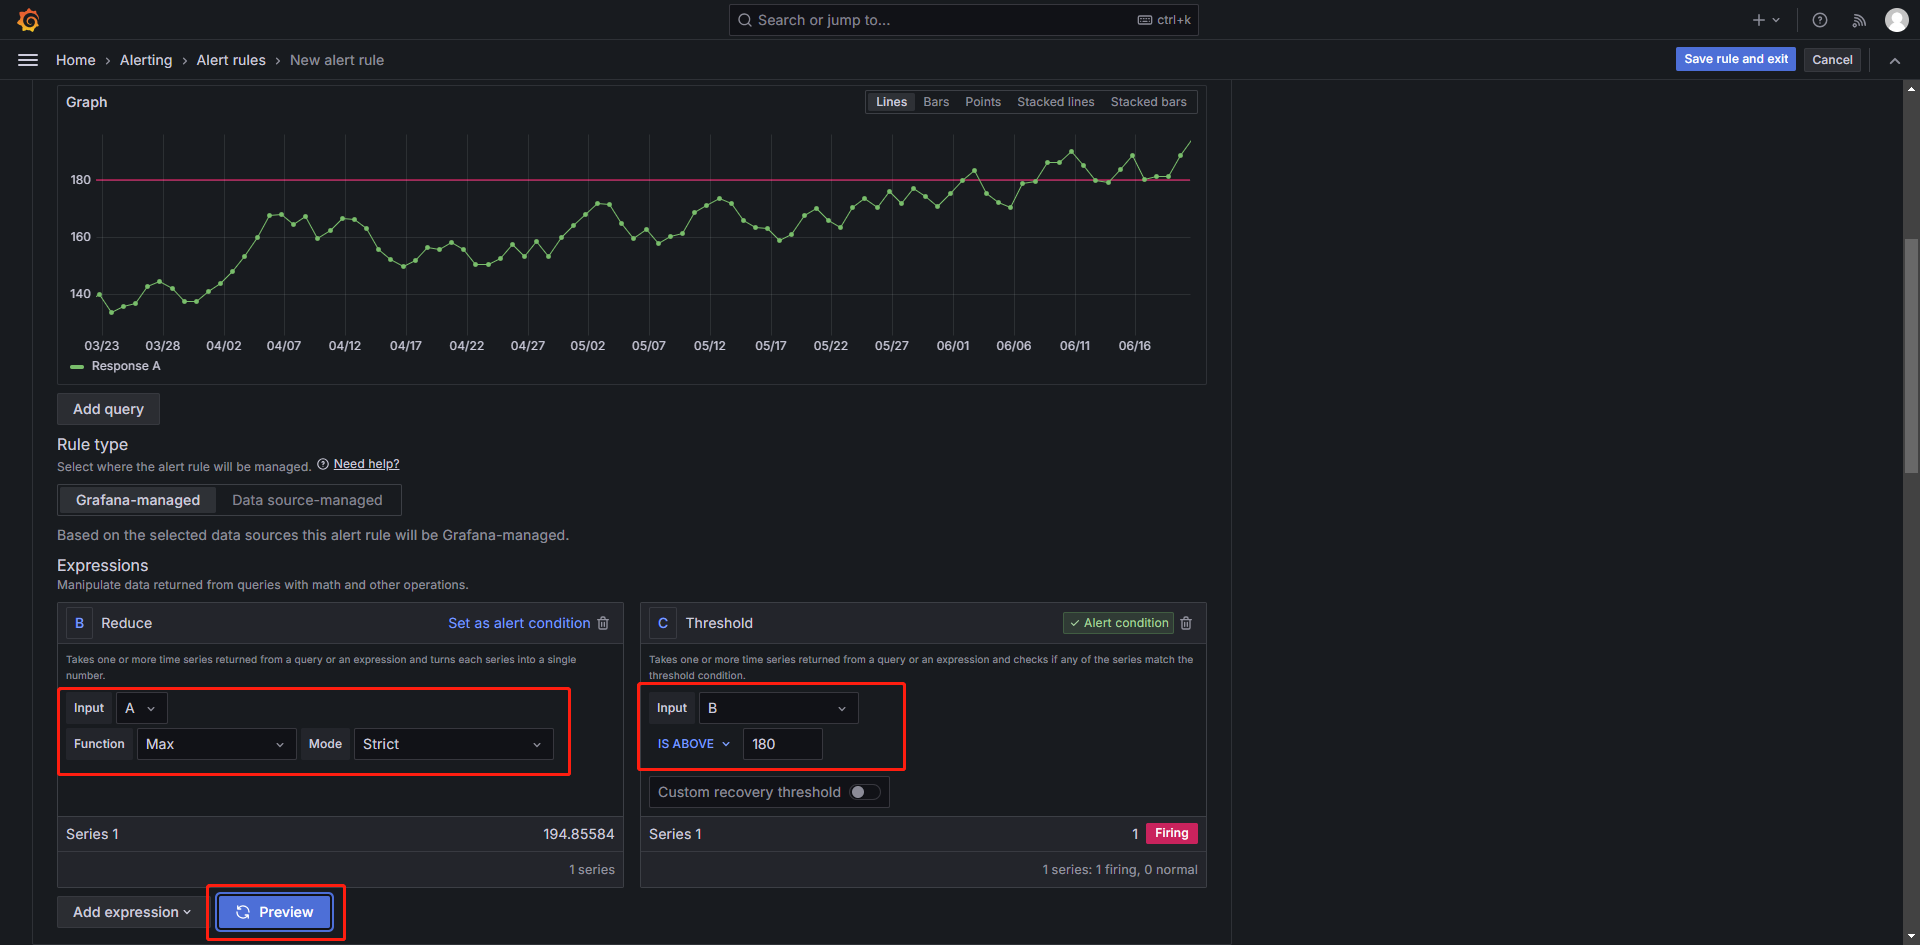 Search or jump to... ctrl+k
Home › Alerting › Alert rules › New alert rule Save rule and exit Cancel
Graph Lines Bars Points Stacked lines Stacked bars
180
160
140
03/23 03/28 04/02 04/07 04/12 04/17 04/22 04/27 05/02 05/07 05/12 05/17 05/22 05/27 06/01 06/06 06/11 06/16
Response A
Add query
Rule type
Select where the alert rule will be managed. Need help?
Grafana-managed Data source-managed
Based on the selected data sources this alert rule will be Grafana-managed.
Expressions
Manipulate data returned from queries with math and other operations.
B Reduce Set as alert condition
Takes one or more time series returned from a query or an expression and turns each series into a single
number.
Input A
Function Max Mode Strict
Series 1 194.85584
1 series
C Threshold Alert condition
Takes one or more time series returned from a query or an expression and checks if any of the series match the
threshold condition.
Input B
IS ABOVE 180
Custom recovery threshold
Series 1 1 Firing
1 series: 1 firing, 0 normal
Add expression Preview